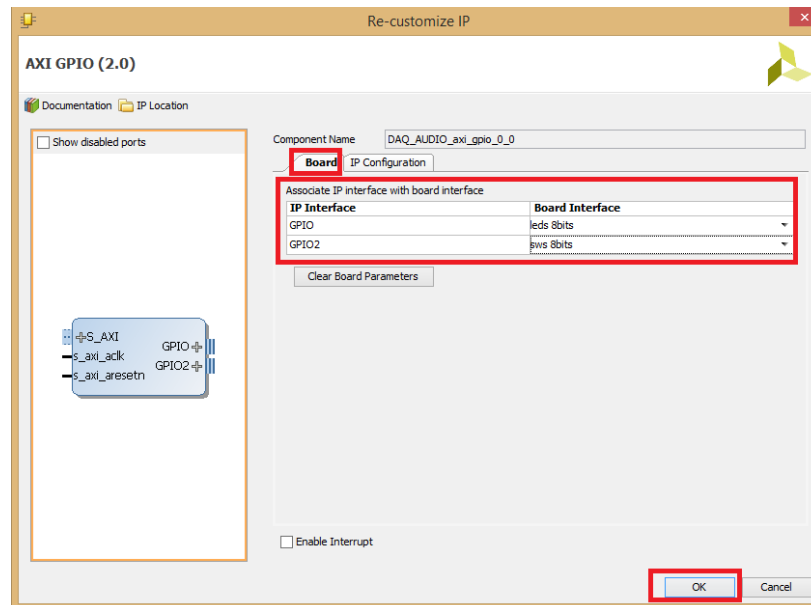 Re-customize IP
AXI GPIO (2.0)
Documentation IP Location
Show disabled ports
S_AXI
s_axi_aclk
s_axi_aresetn
GPIO
GPIO2
Component Name DAQ_AUDIO_axi_gpio_0_0
Board IP Configuration
Associate IP interface with board interface
IP Interface Board Interface
GPIO leds 8bits
GPIO2 sws 8bits
Clear Board Parameters
Enable Interrupt
OK Cancel